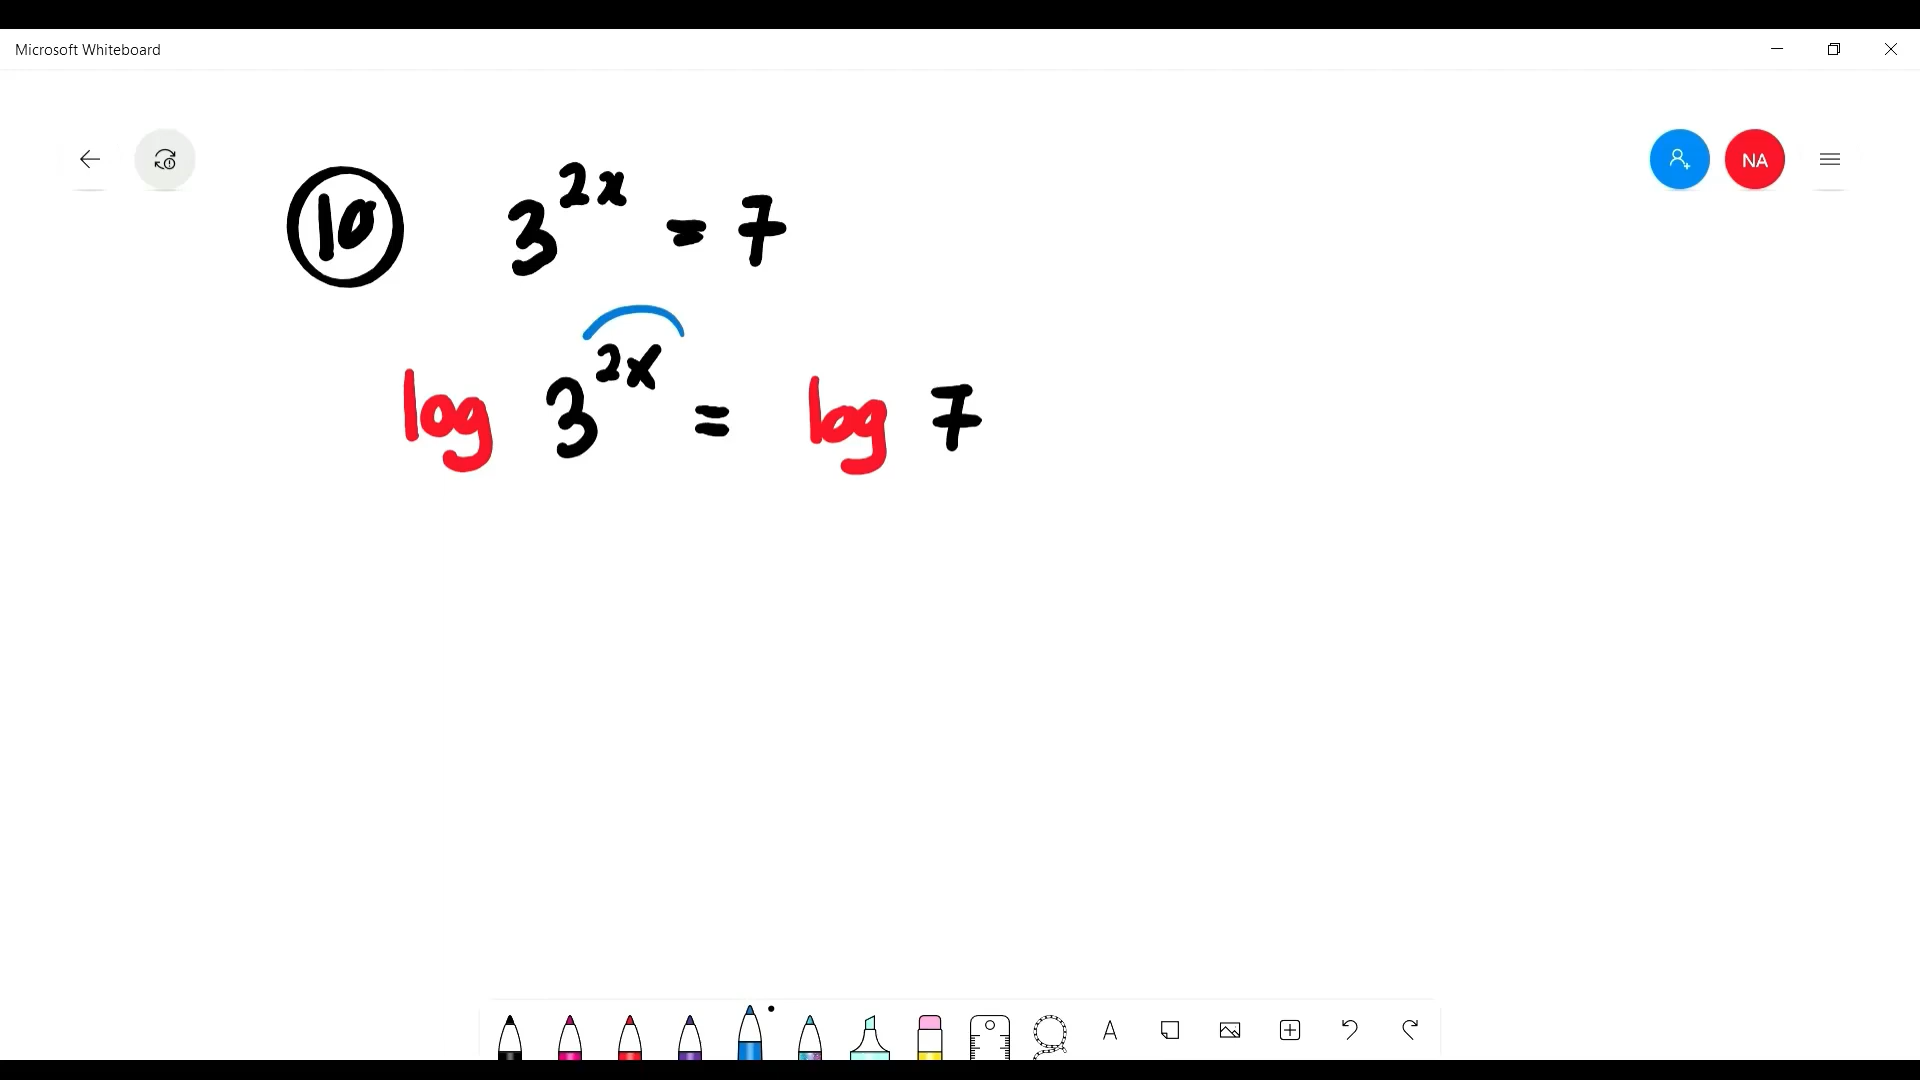 Microsoft Whiteboard
NA
10 3^{2x} = 7
log 3^{2x} = log 7
A